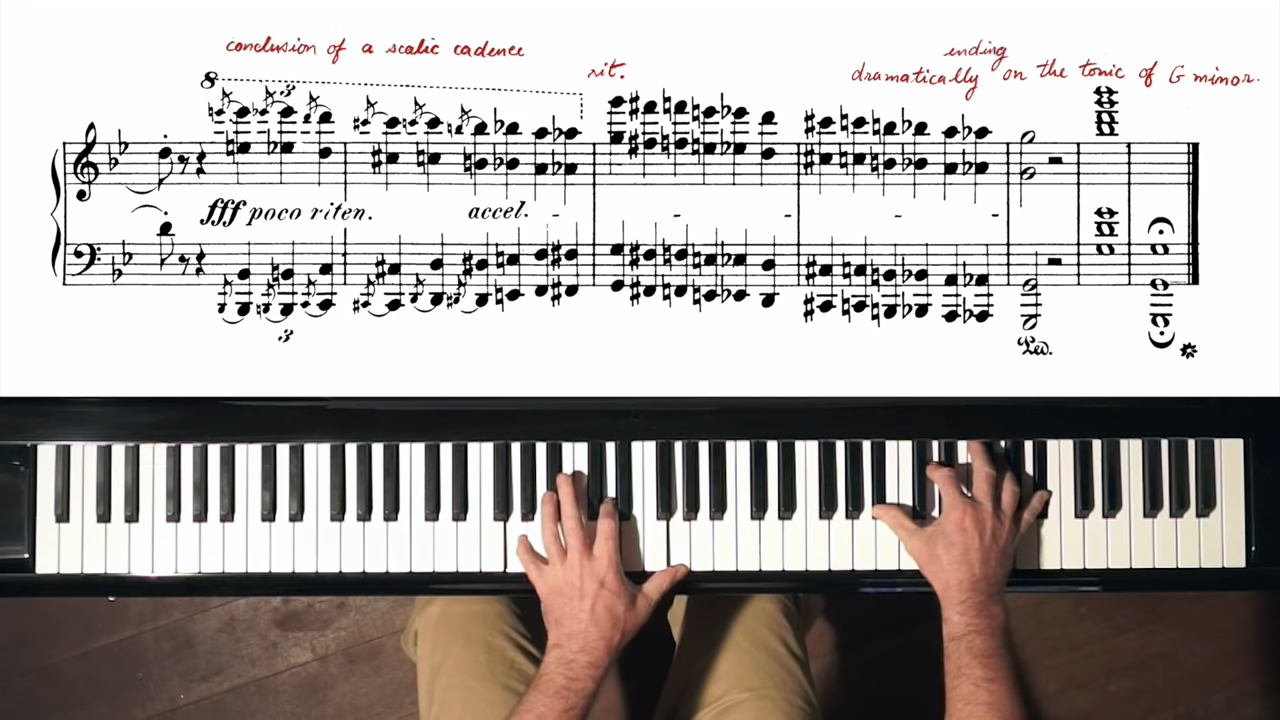 conclusion of a scalic cadence
rit.
ending
dramatically on the tonic of G minor.
8
3
fff poco riten. accel. - - - - -
3
Ped.